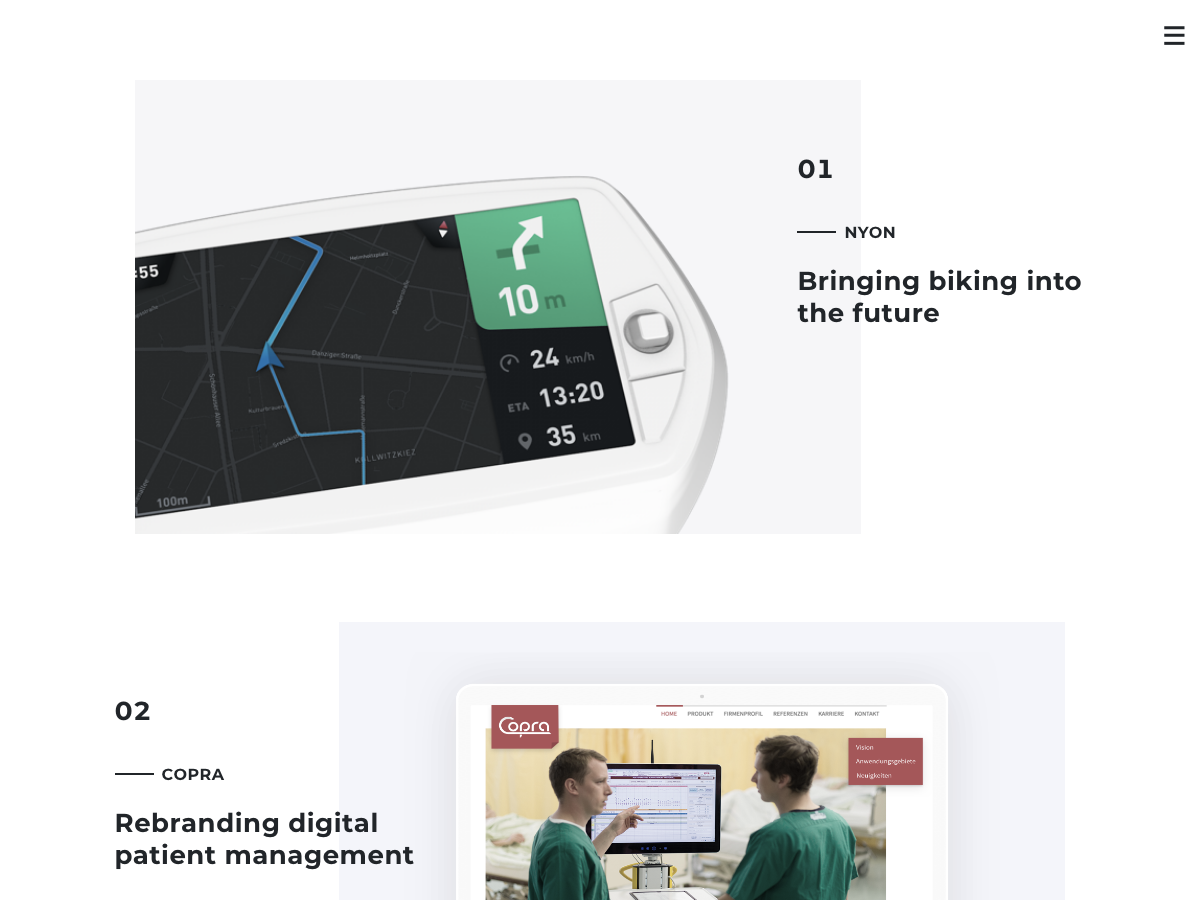 01
NYON
Bringing biking into
the future
:55
10 m
24 km/h
ETA 13:20
35 km
Danziger Straße
KOLLWITZKIEZ
100m
02
COPRA
Rebranding digital
patient management
Copra
HOME PRODUKT FIRMENPROFIL REFERENZEN KARRIERE KONTAKT
Vision
Anwendungsgebiete
Neuigkeiten